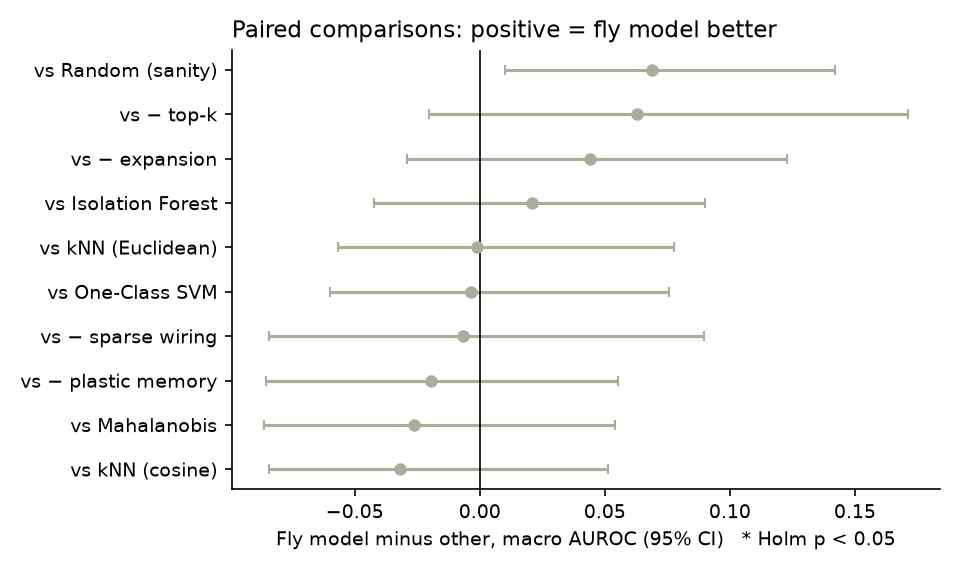 Paired comparisons: positive = fly model better
vs Random (sanity)
vs − top-k
vs − expansion
vs Isolation Forest
vs kNN (Euclidean)
vs One-Class SVM
vs − sparse wiring
vs − plastic memory
vs Mahalanobis
vs kNN (cosine)
−0.05 0.00 0.05 0.10 0.15
Fly model minus other, macro AUROC (95% CI) * Holm p < 0.05